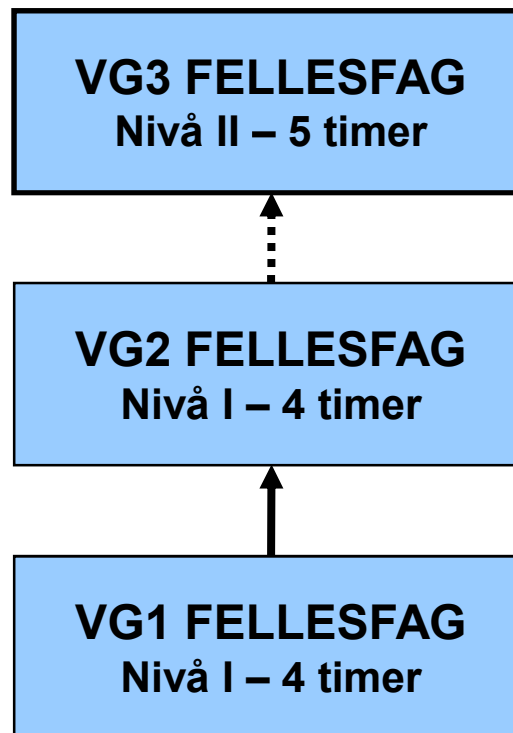 VG3 FELLESFAG
Nivå II – 5 timer
VG2 FELLESFAG
Nivå I – 4 timer
VG1 FELLESFAG
Nivå I – 4 timer